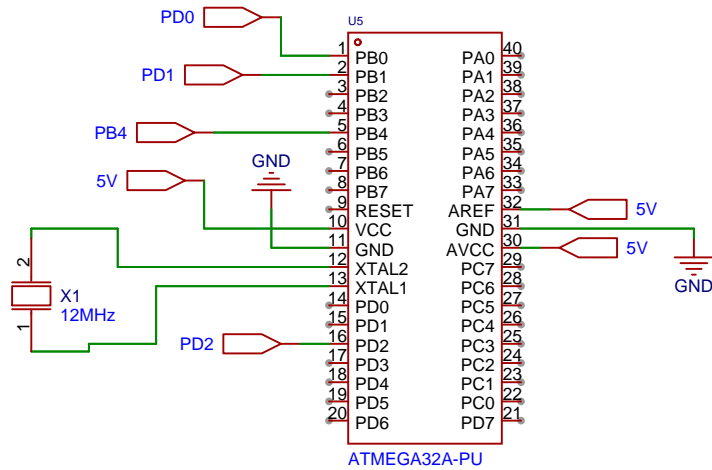 U5
PD0
PD1
PB4
GND
5V
2
X1
12MHz
1
PD2
1 PB0 PA0 40
2 PB1 PA1 39
3 PB2 PA2 38
4 PB3 PA3 37
5 PB4 PA4 36
6 PB5 PA5 35
7 PB6 PA6 34
8 PB7 PA7 33
9 RESET AREF 32
10 VCC GND 31
11 GND AVCC 30
12 XTAL2 PC7 29
13 XTAL1 PC6 28
14 PD0 PC5 27
15 PD1 PC4 26
16 PD2 PC3 25
17 PD3 PC2 24
18 PD4 PC1 23
19 PD5 PC0 22
20 PD6 PD7 21
5V
5V
GND
ATMEGA32A-PU